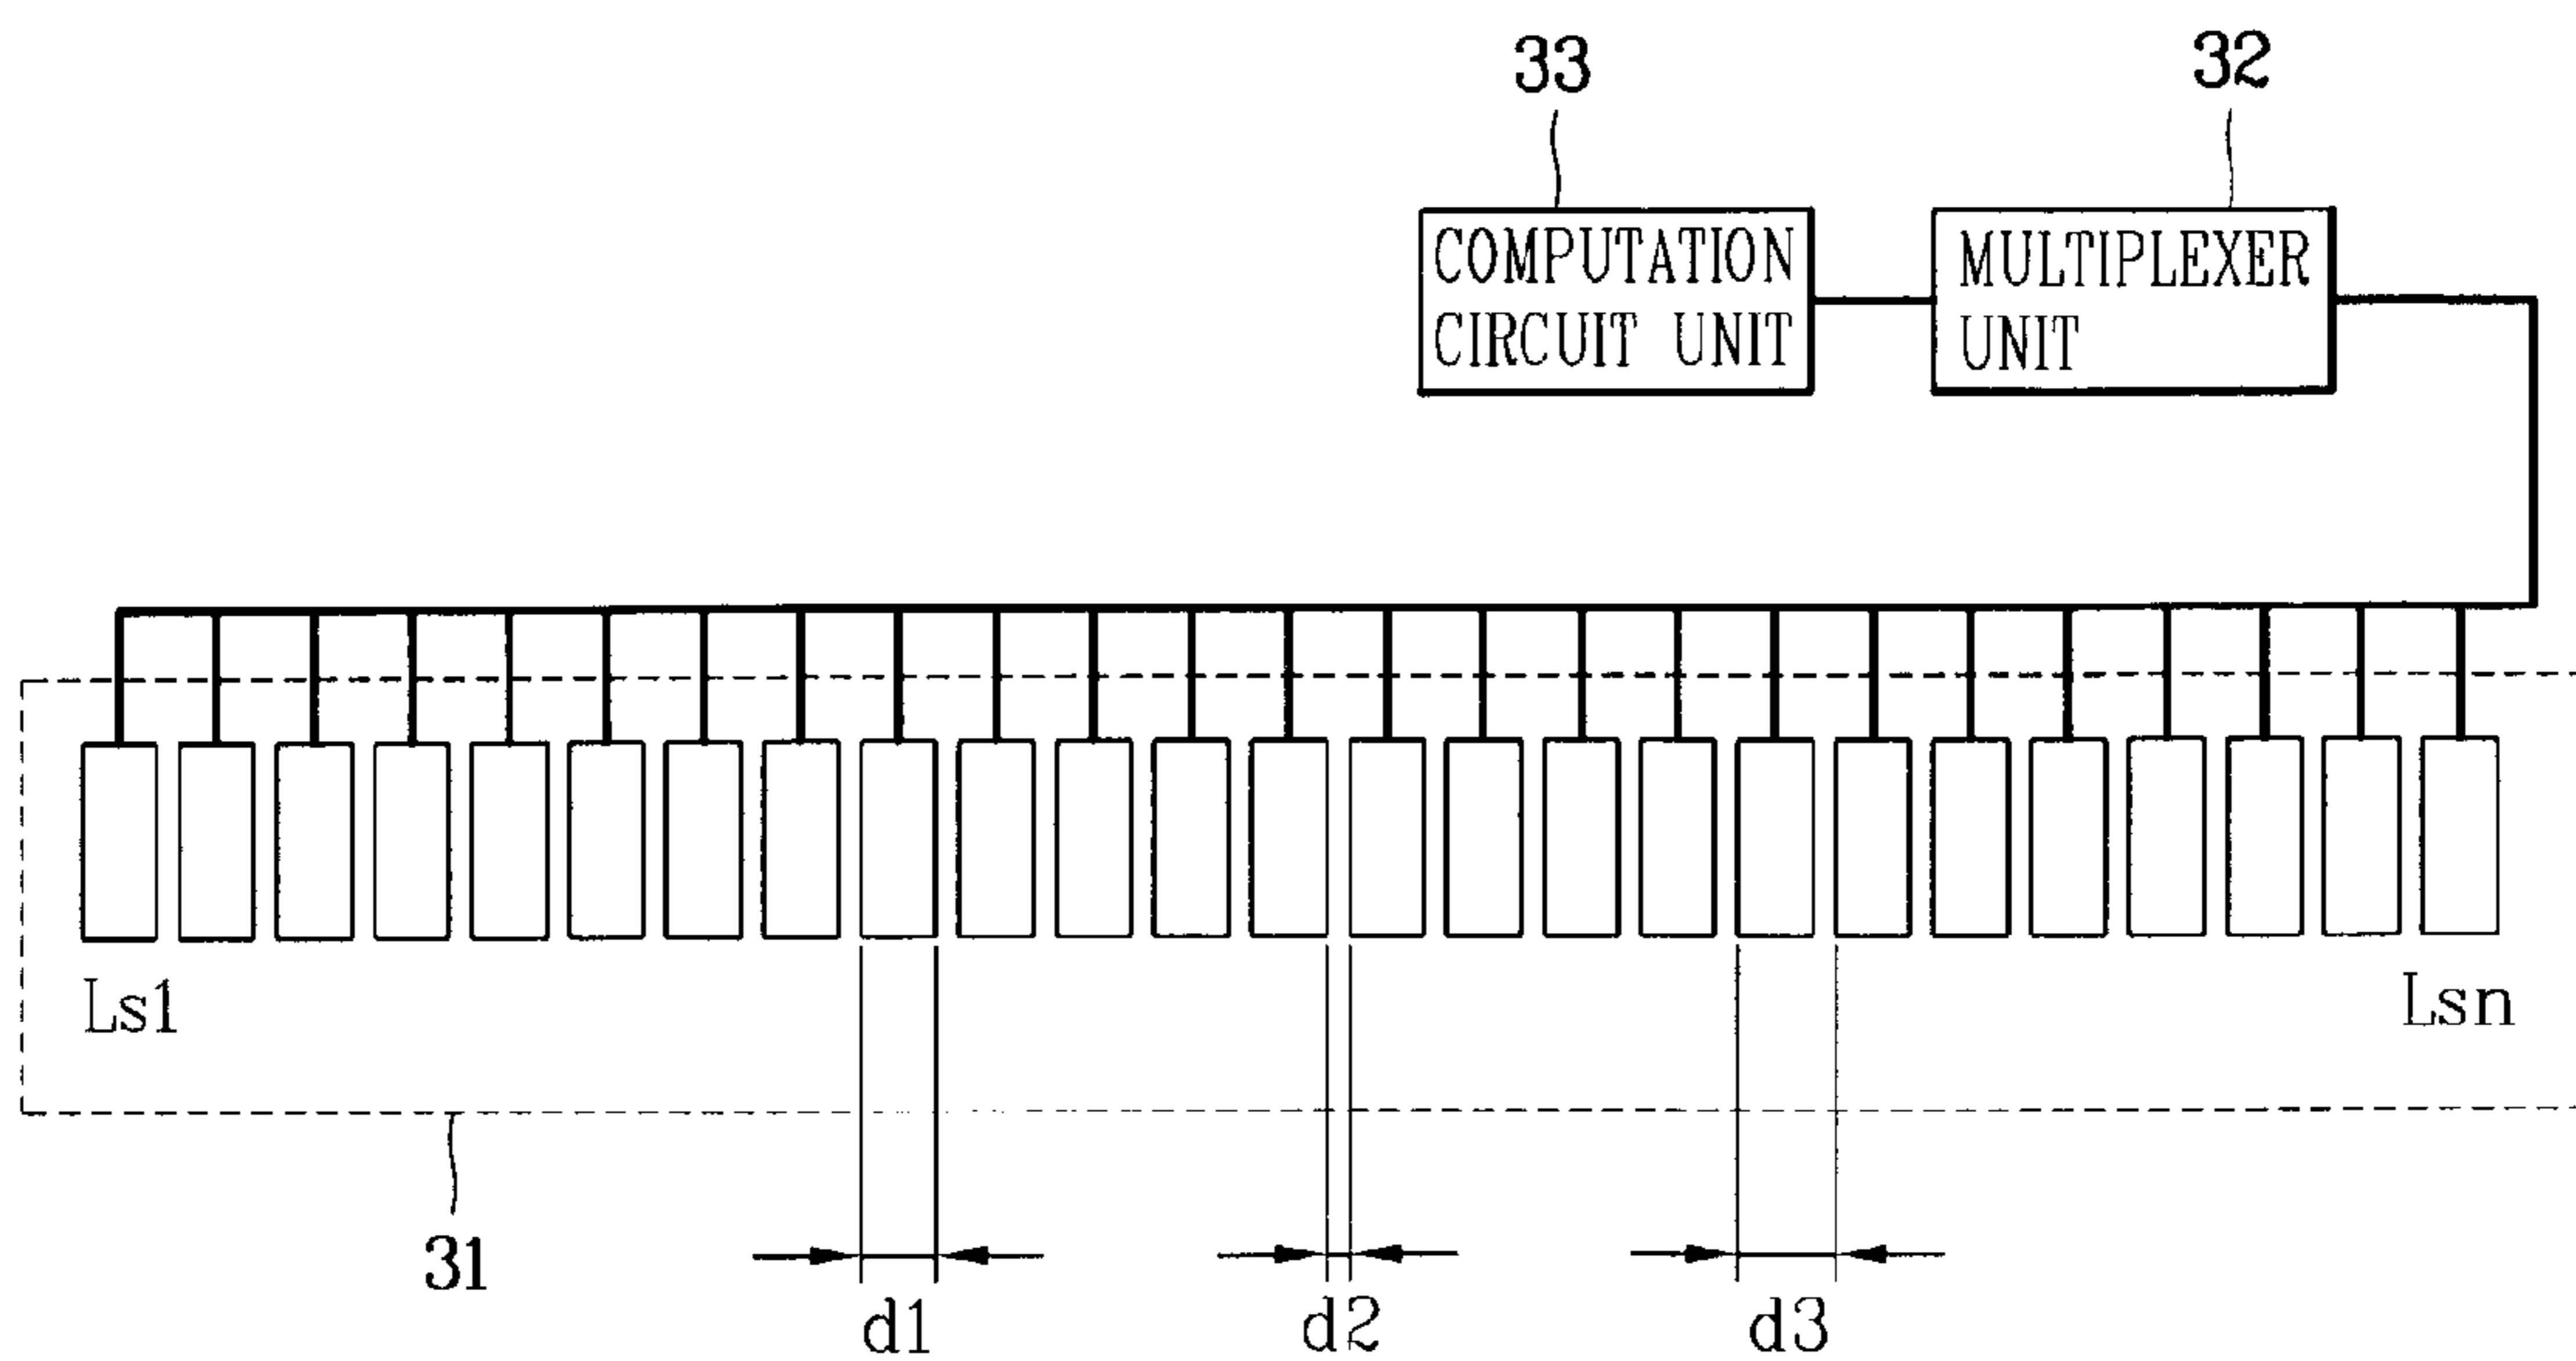 33
32
COMPUTATION
CIRCUIT UNIT
MULTIPLEXER
UNIT
Ls1
Lsn
31
d1
d2
d3